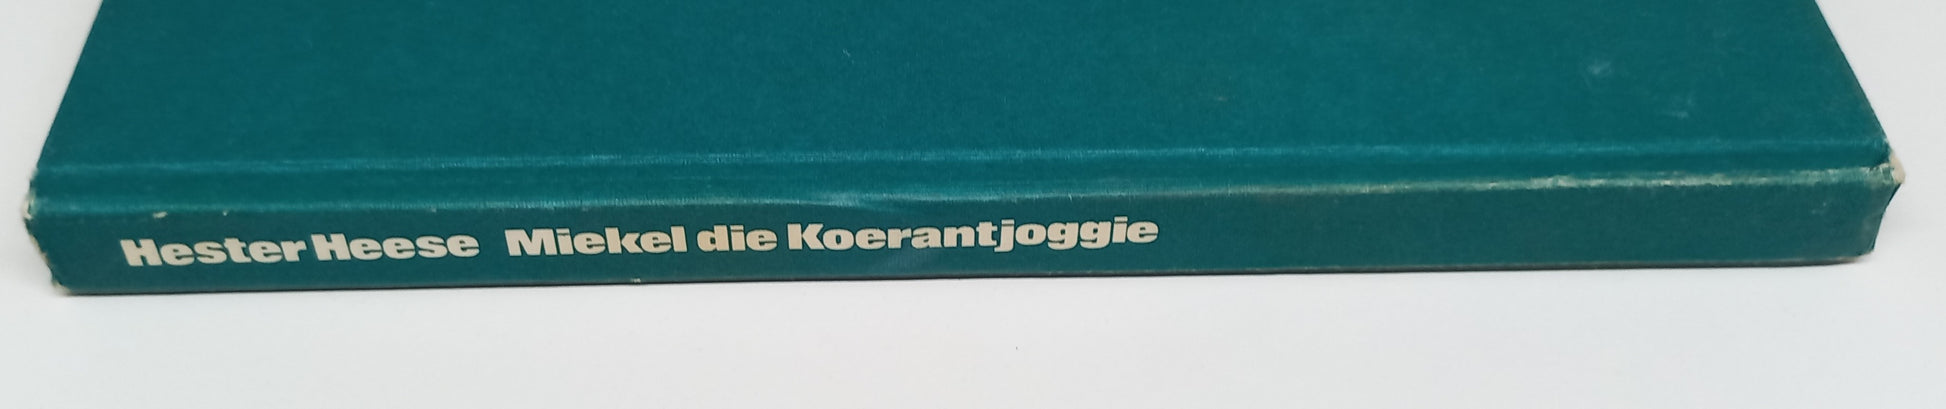 Hester Heese Miekel die Koerantjoggie